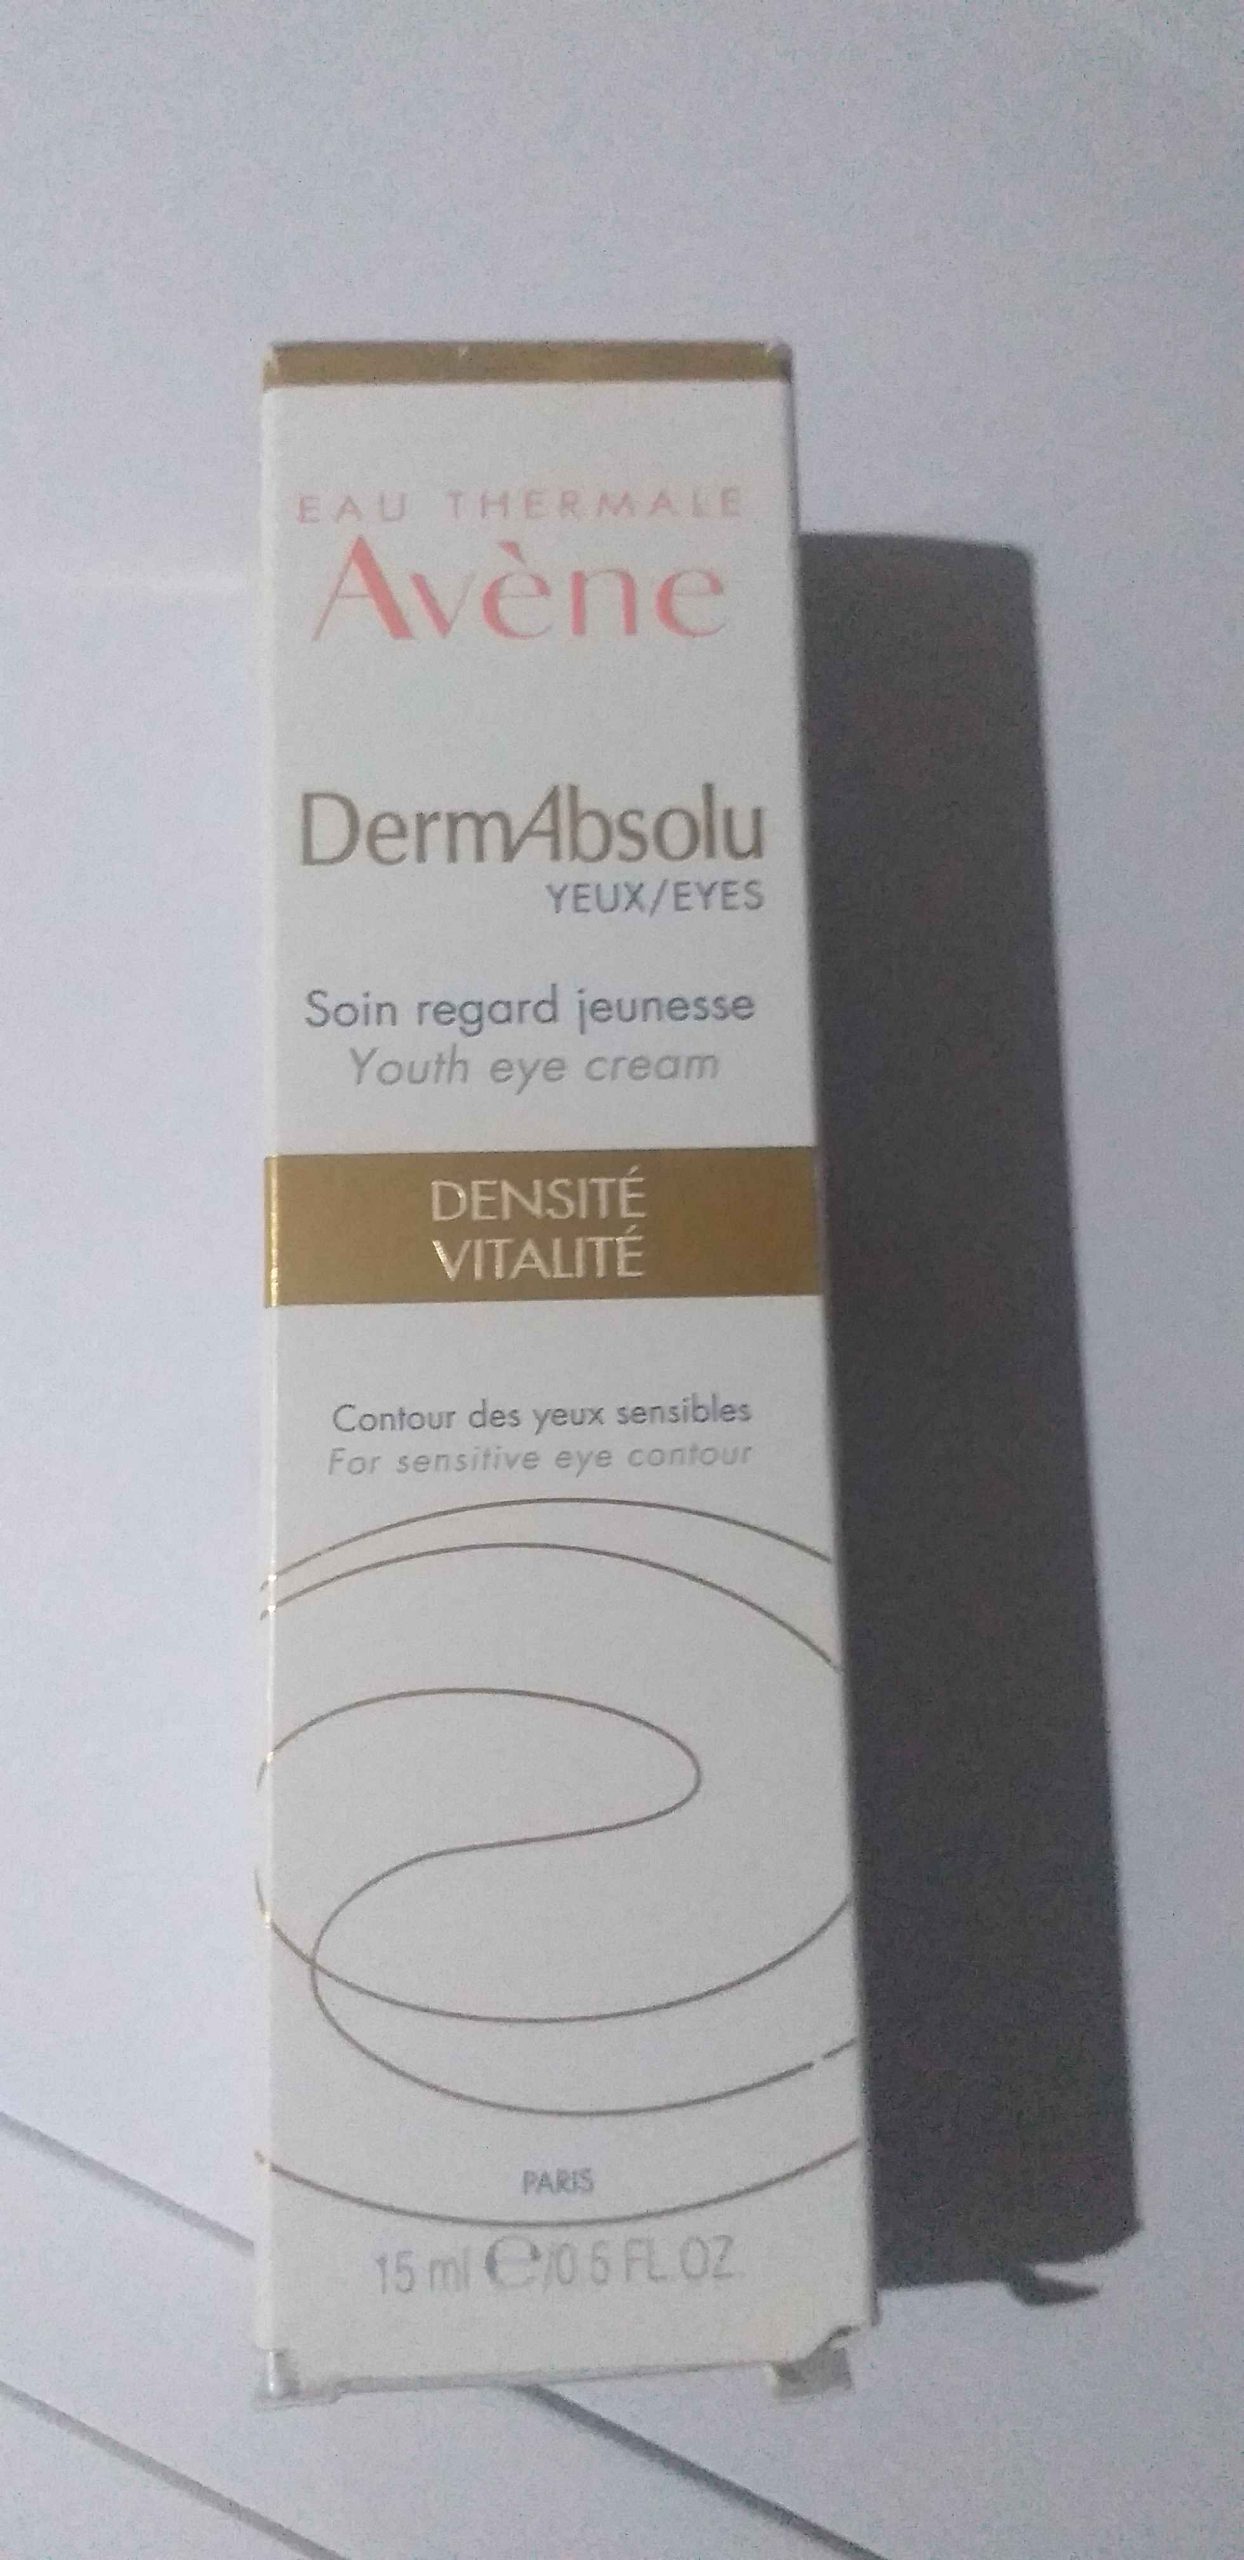 EAU THERMALE
Avène
DermAbsolu
YEUX/EYES
Soin regard jeunesse
Youth eye cream
DENSITÉ
VITALITÉ
Contour des yeux sensibles
For sensitive eye contour
PARIS
15 ml ℮/0.5 FL.OZ.